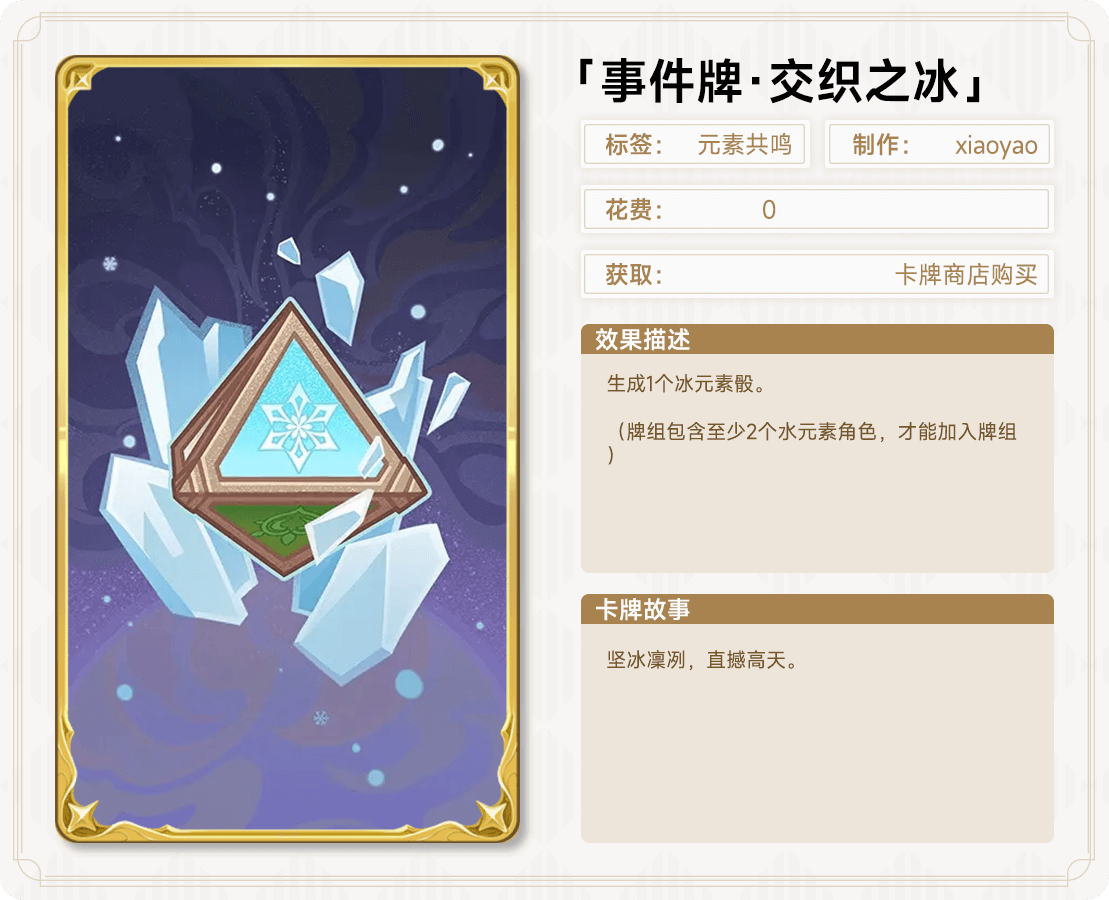 「事件牌·交织之冰」
标签： 元素共鸣 制作： xiaoyao
花费： 0
获取： 卡牌商店购买
效果描述
生成1个冰元素骰。
（牌组包含至少2个水元素角色，才能加入牌组
）
卡牌故事
坚冰凛冽，直撼高天。